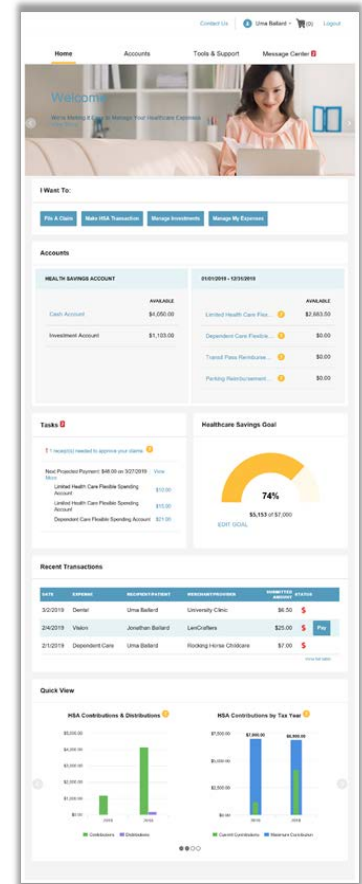 Contact Us Uma Ballard (0) Logout
Home Accounts Tools & Support Message Center
Welcome
I Want To:
File A Claim Make HSA Transaction Manage Investments Manage My Expenses
Accounts
HEALTH SAVINGS ACCOUNT
AVAILABLE
Cash Account $4,050.00
Investment Account $1,103.00
01/01/2019 - 12/31/2019
AVAILABLE
Limited Health Care Flex... $2,663.50
Dependent Care Flexible... $0.00
Transit Pass Reimburse... $0.00
Parking Reimbursement... $0.00
Tasks
1 receipt(s) needed to approve your claims
Next Projected Payment: $46.00 on 3/27/2019 View
More
Limited Health Care Flexible Spending
Account $10.00
Limited Health Care Flexible Spending
Account $15.00
Dependent Care Flexible Spending Account $21.00
Healthcare Savings Goal
74%
$5,153 of $7,000
EDIT GOAL
Recent Transactions
DATE EXPENSE RECIPIENT/PATIENT MERCHANT/PROVIDER SUBMITTED AMOUNT STATUS
3/2/2019 Dental Uma Ballard University Clinic $6.50 $
2/4/2019 Vision Jonathan Ballard LenCrafters $25.00 $ Pay
2/1/2019 Dependent Care Uma Ballard Rocking Horse Childcare $7.00 $
Quick View
HSA Contributions & Distributions
Contributions Distributions
HSA Contributions by Tax Year
Current Contributions Maximum Contribution